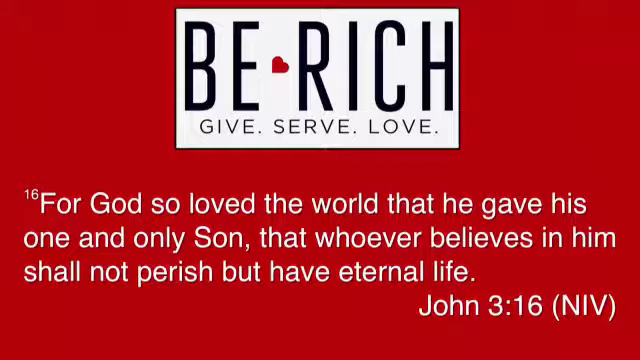 BE RICH
GIVE. SERVE. LOVE.
16For God so loved the world that he gave his
one and only Son, that whoever believes in him
shall not perish but have eternal life.
John 3:16 (NIV)